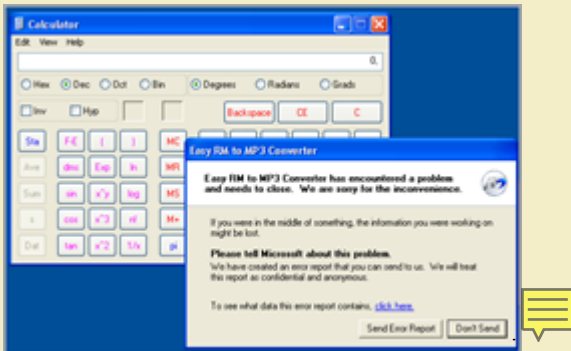 Calculator
Edit View Help
0.
Hex Dec Oct Bin Degrees Radians Grads
Inv Hyp Backspace CE C
Sta F-E ( ) MC
Ave dms Exp ln MR
Sum sin x^y log MS
s cos x^3 n! M+
Dat tan x^2 1/x pi
Easy RM to MP3 Converter
Easy RM to MP3 Converter has encountered a problem
and needs to close. We are sorry for the inconvenience.
If you were in the middle of something, the information you were working on
might be lost.
Please tell Microsoft about this problem.
We have created an error report that you can send to us. We will treat
this report as confidential and anonymous.
To see what data this error report contains, click here.
Send Error Report Don't Send